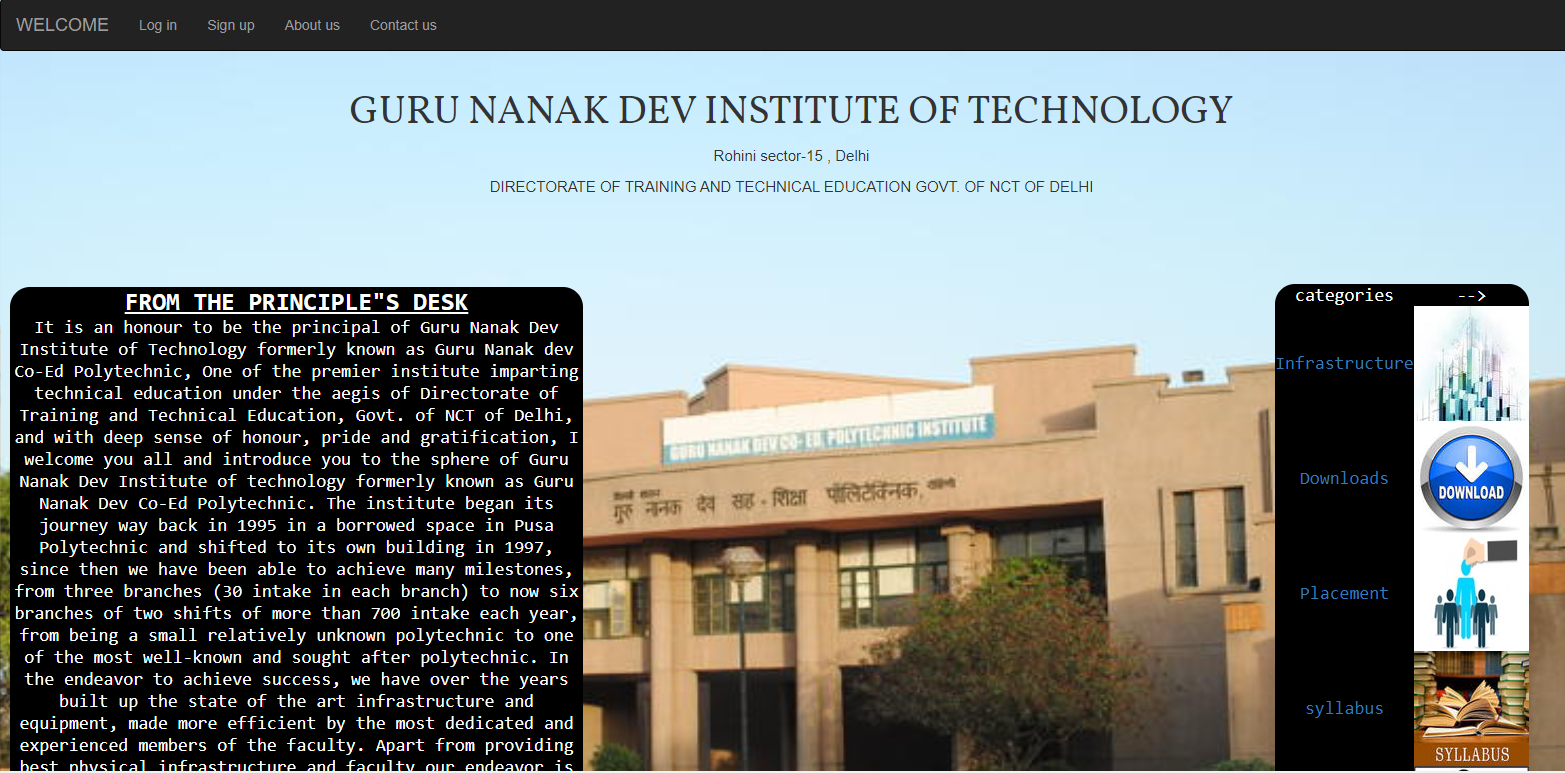 WELCOME Log in Sign up About us Contact us
GURU NANAK DEV INSTITUTE OF TECHNOLOGY
Rohini sector-15 , Delhi
DIRECTORATE OF TRAINING AND TECHNICAL EDUCATION GOVT. OF NCT OF DELHI
FROM THE PRINCIPLE"S DESK
It is an honour to be the principal of Guru Nanak Dev
Institute of Technology formerly known as Guru Nanak dev
Co-Ed Polytechnic, One of the premier institute imparting
technical education under the aegis of Directorate of
Training and Technical Education, Govt. of NCT of Delhi,
and with deep sense of honour, pride and gratification, I
welcome you all and introduce you to the sphere of Guru
Nanak Dev Institute of technology formerly known as Guru
Nanak Dev Co-Ed Polytechnic. The institute began its
journey way back in 1995 in a borrowed space in Pusa
Polytechnic and shifted to its own building in 1997,
since then we have been able to achieve many milestones,
from three branches (30 intake in each branch) to now six
branches of two shifts of more than 700 intake each year,
from being a small relatively unknown polytechnic to one
of the most well-known and sought after polytechnic. In
the endeavor to achieve success, we have over the years
built up the state of the art infrastructure and
equipment, made more efficient by the most dedicated and
experienced members of the faculty. Apart from providing
best physical infrastructure and faculty our endeavor is
GURU NANAK DEV CO- ED. POLYTECHNIC INSTITUTE
गुरु नानक देव सह - शिक्षा पॉलिटेक्निक,
categories -->
Infrastructure
Downloads
DOWNLOAD
Placement
syllabus
SYLLABUS